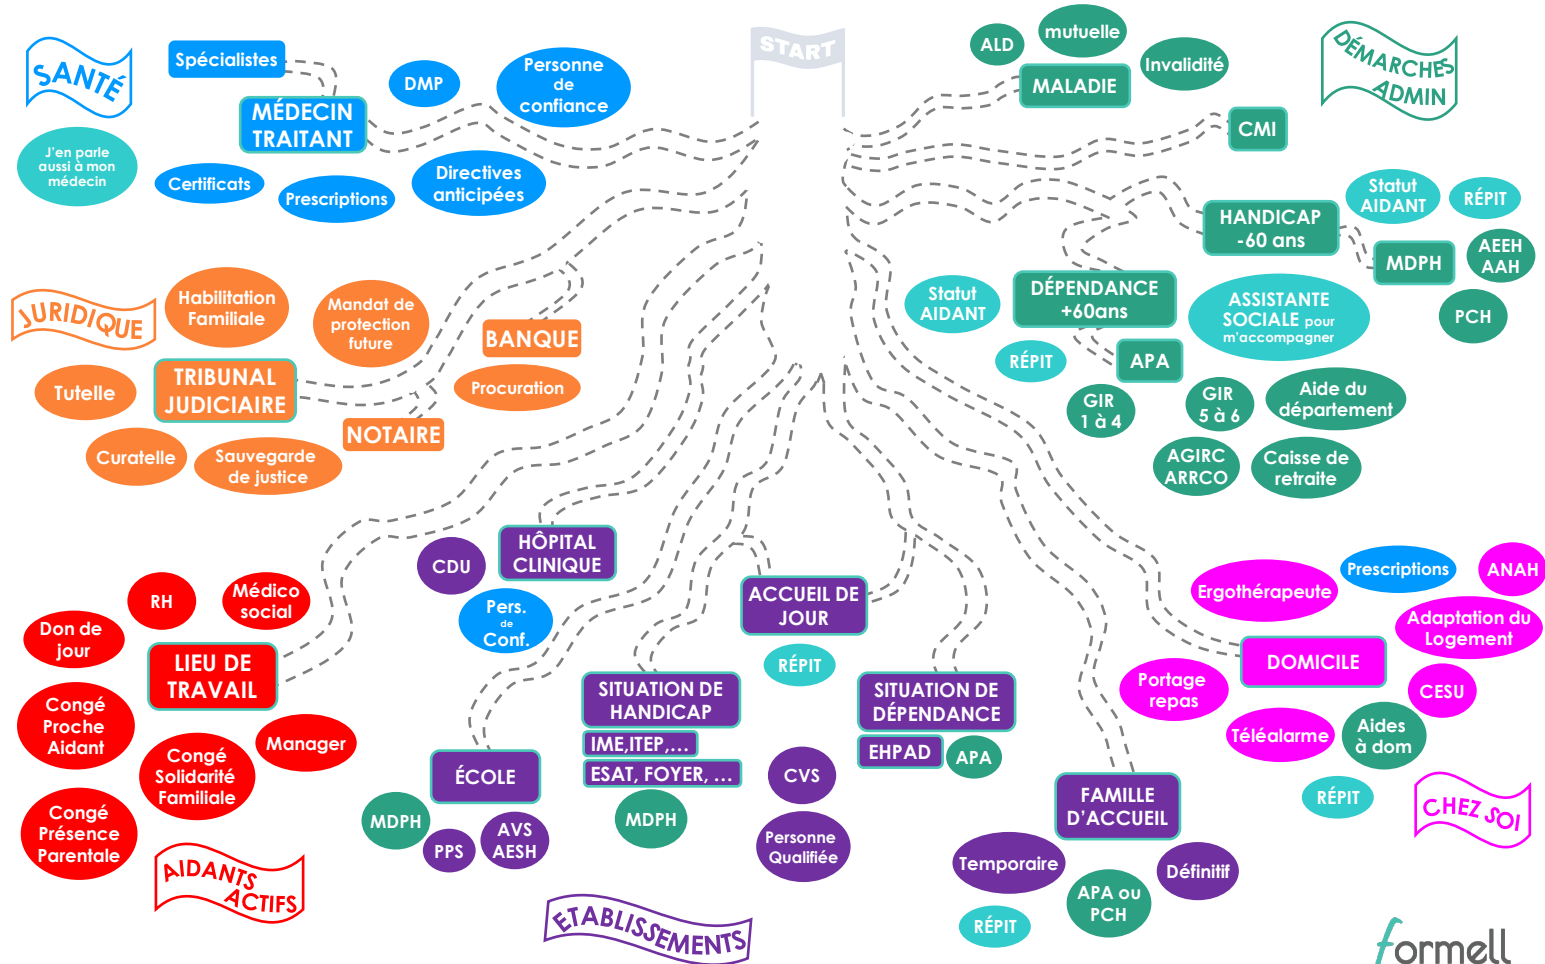 START
SANTÉ
Spécialistes
MÉDECIN
TRAITANT
DMP
Personne
de
confiance
J'en parle
aussi à mon
médecin
Certificats
Prescriptions
Directives
anticipées
ALD
mutuelle
Invalidité
MALADIE
DÉMARCHES
ADMIN
CMI
Statut
AIDANT
RÉPIT
HANDICAP
-60 ans
MDPH
AEEH
AAH
PCH
Statut
AIDANT
DÉPENDANCE
+60ans
ASSISTANTE
SOCIALE pour
m'accompagner
RÉPIT
APA
GIR
1 à 4
GIR
5 à 6
Aide du
département
AGIRC
ARRCO
Caisse de
retraite
JURIDIQUE
Habilitation
Familiale
Mandat de
protection
future
BANQUE
Procuration
TRIBUNAL
JUDICIAIRE
Tutelle
NOTAIRE
Curatelle
Sauvegarde
de justice
RH
Médico
social
Don de
jour
LIEU DE
TRAVAIL
Congé
Proche
Aidant
Congé
Solidarité
Familiale
Manager
Congé
Présence
Parentale
AIDANTS
ACTIFS
CDU
HÔPITAL
CLINIQUE
Pers.
de
Conf.
ACCUEIL DE
JOUR
RÉPIT
SITUATION DE
HANDICAP
IME,ITEP,...
ESAT, FOYER, ...
MDPH
SITUATION DE
DÉPENDANCE
EHPAD
APA
CVS
Personne
Qualifiée
ÉCOLE
MDPH
PPS
AVS
AESH
FAMILLE
D'ACCUEIL
Temporaire
Définitif
APA ou
PCH
RÉPIT
ETABLISSEMENTS
Ergothérapeute
Prescriptions
ANAH
Adaptation du
Logement
DOMICILE
Portage
repas
CESU
Téléalarme
Aides
à dom
RÉPIT
CHEZ SOI
formell